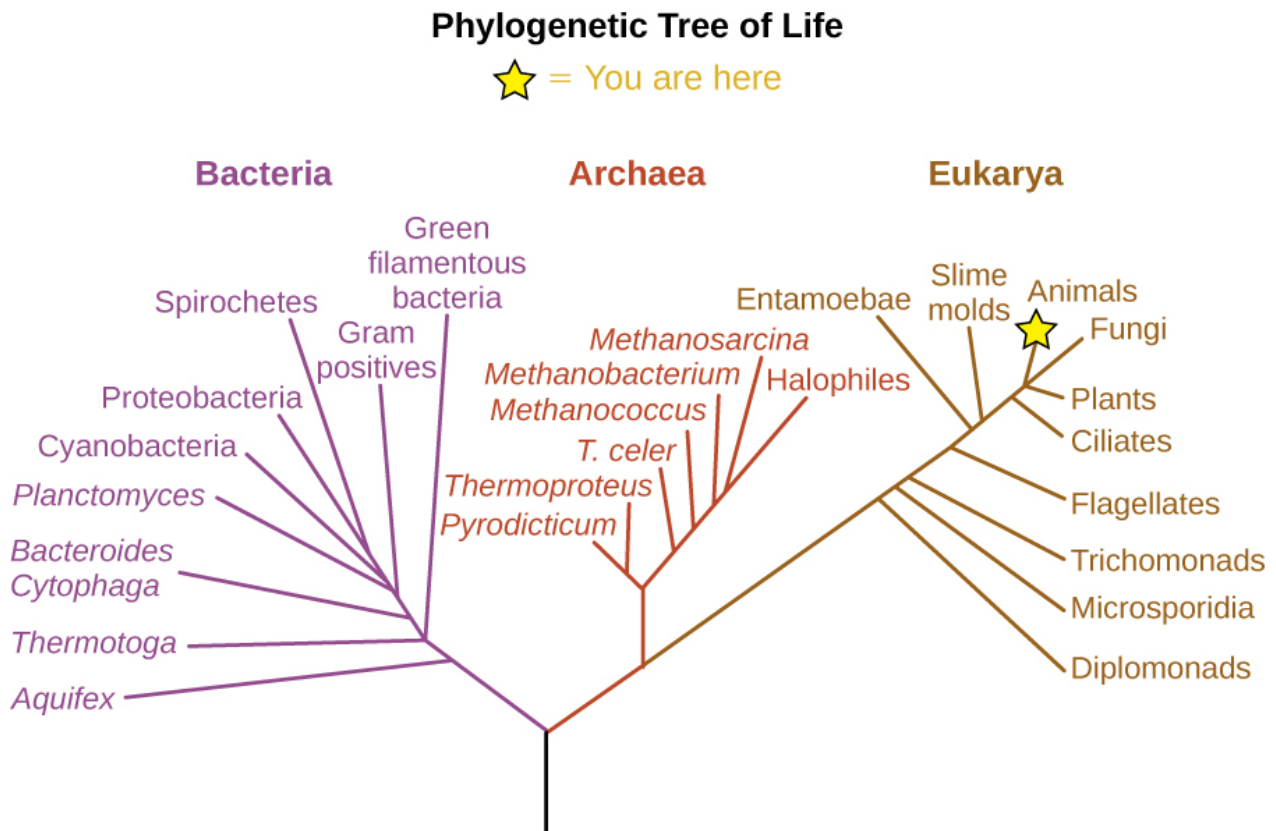 Phylogenetic Tree of Life
= You are here
Bacteria
Archaea
Eukarya
Green
filamentous
bacteria
Spirochetes
Gram
positives
Proteobacteria
Cyanobacteria
Planctomyces
Bacteroides
Cytophaga
Thermotoga
Aquifex
Methanosarcina
Methanobacterium
Halophiles
Methanococcus
T. celer
Thermoproteus
Pyrodicticum
Entamoebae
Slime
molds
Animals
Fungi
Plants
Ciliates
Flagellates
Trichomonads
Microsporidia
Diplomonads